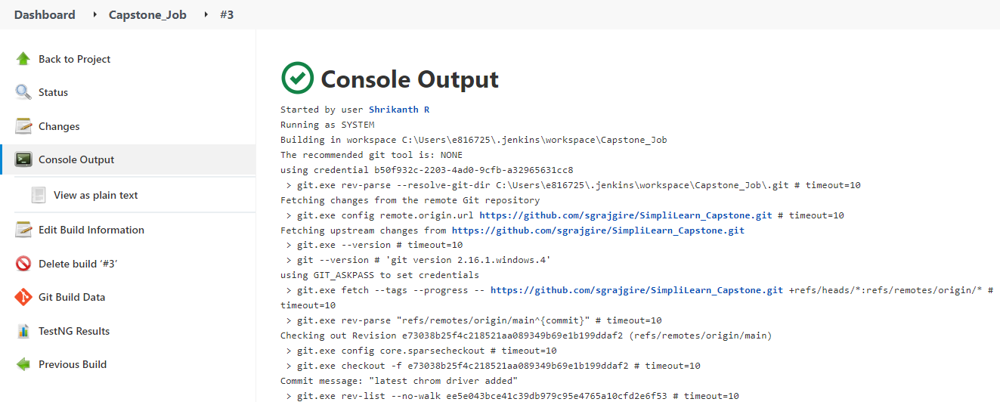 Dashboard Capstone_Job #3
Back to Project
Status
Changes
Console Output
View as plain text
Edit Build Information
Delete build ‘#3’
Git Build Data
TestNG Results
Previous Build
Console Output
Started by user Shrikanth R
Running as SYSTEM
Building in workspace C:\Users\e816725\.jenkins\workspace\Capstone_Job
The recommended git tool is: NONE
using credential b50f932c-2203-4ad0-9cfb-a32965631cc8
> git.exe rev-parse --resolve-git-dir C:\Users\e816725\.jenkins\workspace\Capstone_Job\.git # timeout=10
Fetching changes from the remote Git repository
> git.exe config remote.origin.url https://github.com/sgrajgire/SimpliLearn_Capstone.git # timeout=10
Fetching upstream changes from https://github.com/sgrajgire/SimpliLearn_Capstone.git
> git.exe --version # timeout=10
> git --version # 'git version 2.16.1.windows.4'
using GIT_ASKPASS to set credentials
> git.exe fetch --tags --progress -- https://github.com/sgrajgire/SimpliLearn_Capstone.git +refs/heads/*:refs/remotes/origin/* #
timeout=10
> git.exe rev-parse "refs/remotes/origin/main^{commit}" # timeout=10
Checking out Revision e73038b25f4c218521aa089349b69e1b199ddaf2 (refs/remotes/origin/main)
> git.exe config core.sparsecheckout # timeout=10
> git.exe checkout -f e73038b25f4c218521aa089349b69e1b199ddaf2 # timeout=10
Commit message: "latest chrom driver added"
> git.exe rev-list --no-walk ee5e043bce41c39db979c95e4765a10cfd2e6f53 # timeout=10